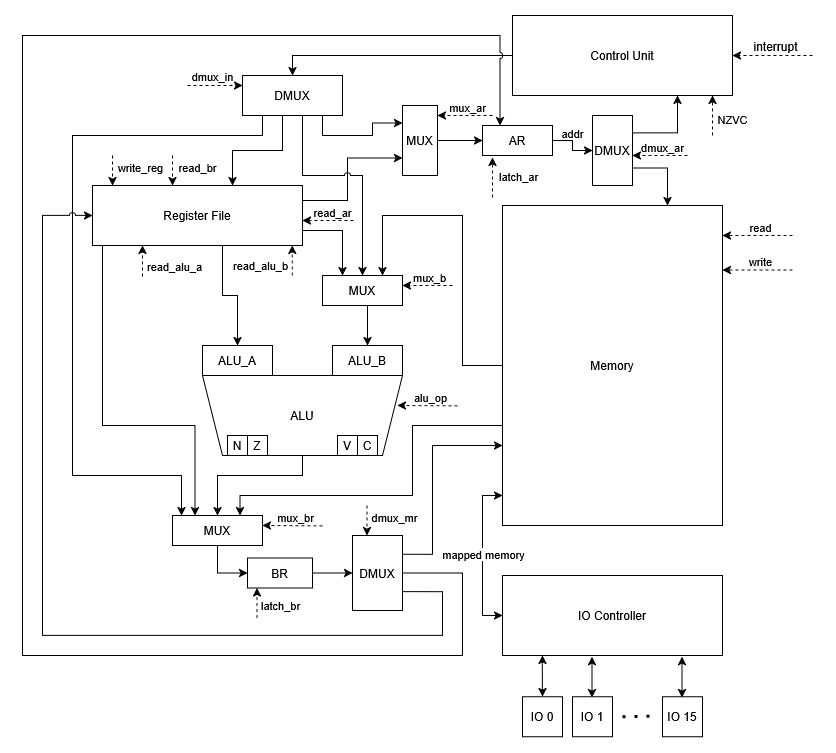 Control Unit
interrupt
dmux_in
DMUX
mux_ar
NZVC
MUX
AR
addr
DMUX
dmux_ar
latch_ar
write_reg
read_br
Register File
read_ar
read
write
read_alu_a
read_alu_b
MUX
mux_b
ALU_A
ALU_B
Memory
ALU
alu_op
N
Z
V
C
MUX
mux_br
dmux_mr
mapped memory
BR
DMUX
latch_br
IO Controller
IO 0
IO 1
• • •
IO 15